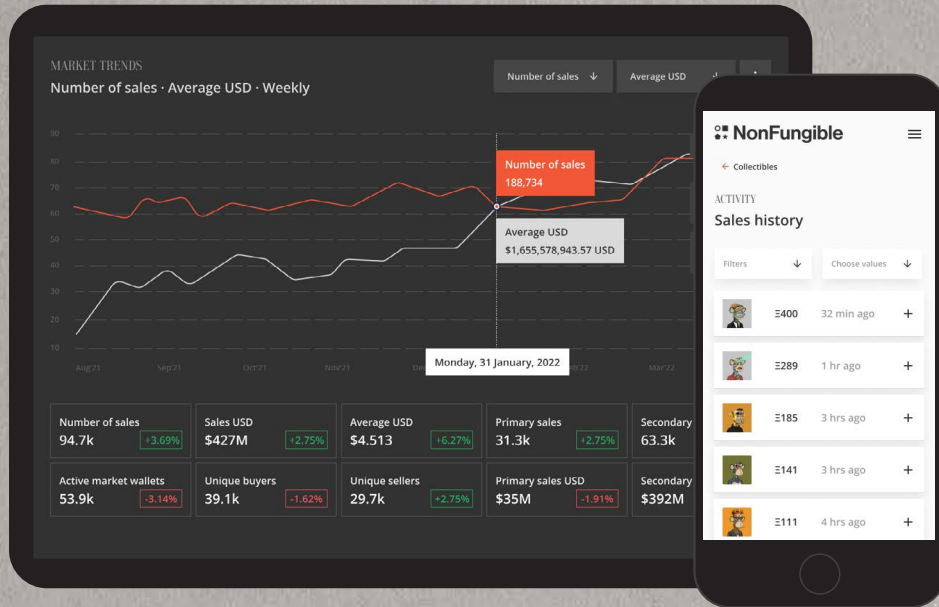 MARKET TRENDS
Number of sales · Average USD · Weekly
Number of sales ↓
Average USD
90
80
70
60
50
40
30
20
10
Number of sales
188,734
Average USD
$1,655,578,943.57 USD
Monday, 31 January, 2022
Aug'21
Sep'21
Oct'21
Nov'21
Mar'22
Number of sales
94.7k
+3.69%
Sales USD
$427M
+2.75%
Average USD
$4.513
+6.27%
Primary sales
31.3k
+2.75%
Secondary
63.3k
Active market wallets
53.9k
-3.14%
Unique buyers
39.1k
-1.62%
Unique sellers
29.7k
+2.75%
Primary sales USD
$35M
-1.91%
Secondary
$392M
NonFungible
← Collectibles
ACTIVITY
Sales history
Filters ↓
Choose values ↓
Ξ400 32 min ago +
Ξ289 1 hr ago +
Ξ185 3 hrs ago +
Ξ141 3 hrs ago +
Ξ111 4 hrs ago +